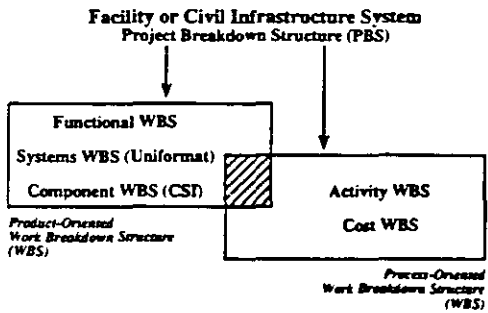 Facility or Civil Infrastructure System
Project Breakdown Structure (PBS)
Functional WBS
Systems WBS (Uniformat)
Component WBS (CSI)
Product-Oriented
Work Breakdown Structure
(WBS)
Activity WBS
Cost WBS
Process-Oriented
Work Breakdown Structure
(WBS)